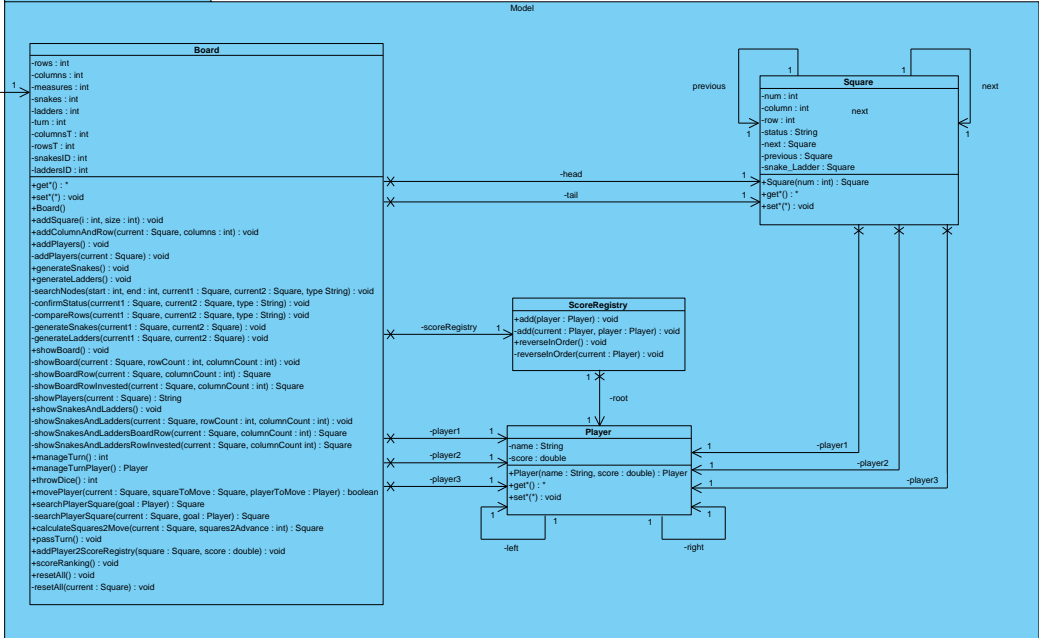 Model
Board
-rows : int
-columns : int
-measures : int
-snakes : int
-ladders : int
-turn : int
-columnsT : int
-rowsT : int
-snakesID : int
-laddersID : int
+get*() : *
+set*(*) : void
+Board()
+addSquare(i : int, size : int) : void
+addColumnAndRow(current : Square, columns : int) : void
+addPlayers() : void
-addPlayers(current : Square) : void
+generateSnakes() : void
+generateLadders() : void
-searchNodes(start : int, end : int, current1 : Square, current2 : Square, type String) : void
-confirmStatus(currrent1 : Square, current2 : Square, type : String) : void
-compareRows(current1 : Square, current2 : Square, type : String) : void
-generateSnakes(current1 : Square, current2 : Square) : void
-generateLadders(current1 : Square, current2 : Square) : void
+showBoard() : void
-showBoard(current : Square, rowCount : int, columnCount : int) : void
-showBoardRow(current : Square, columnCount : int) : Square
-showBoardRowInvested(current : Square, columnCount : int) : Square
-showPlayers(current : Square) : String
+showSnakesAndLadders() : void
-showSnakesAndLadders(current : Square, rowCount : int, columnCount : int) : void
-showSnakesAndLaddersBoardRow(current : Square, columnCount : int) : Square
-showSnakesAndLaddersRowInvested(current : Square, columnCount int) : Square
+manageTurn() : int
+manageTurnPlayer() : Player
+throwDice() : int
+movePlayer(current : Square, squareToMove : Square, playerToMove : Player) : boolean
+searchPlayerSquare(goal : Player) : Square
-searchPlayerSquare(current : Square, goal : Player) : Square
+calculateSquares2Move(current : Square, squares2Advance : int) : Square
+passTurn() : void
+addPlayer2ScoreRegistry(square : Square, score : double) : void
+scoreRanking() : void
+resetAll() : void
-resetAll(current : Square) : void
1
-head
1
-tail
1
-scoreRegistry
1
-player1
1
-player2
1
-player3
1
previous
1
1
Square
-num : int
-column : int
-row : int
-status : String
-next : Square
-previous : Square
-snake_Ladder : Square
+Square(num : int) : Square
+get*() : *
+set*(*) : void
next
1
1
next
ScoreRegistry
+add(player : Player) : void
-add(current : Player, player : Player) : void
+reverseInOrder() : void
-reverseInOrder(current : Player) : void
1
-root
1
Player
-name : String
-score : double
+Player(name : String, score : double) : Player
+get*() : *
+set*(*) : void
1
-player1
1
-player2
1
-player3
1
1
-left
1
1
-right